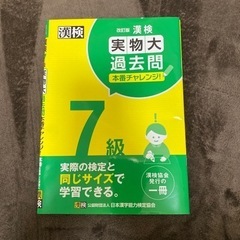 漢検
改訂版 漢検
実物大
過去問
本番チャレンジ!
7級
実際の検定と
同じサイズで
学習できる。
漢検協会
発行の
一冊
漢検 公益財団法人 日本漢字能力検定協会